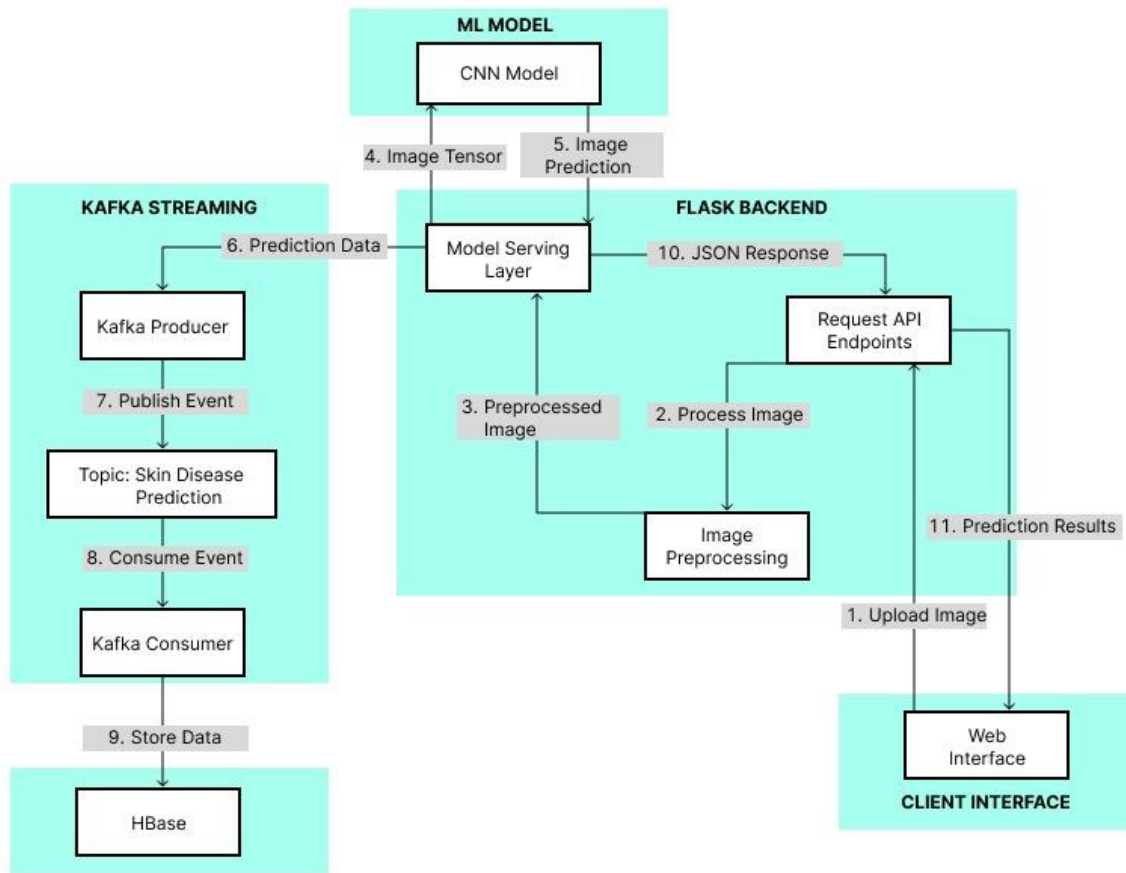 ML MODEL
CNN Model
4. Image Tensor
5. Image
Prediction
KAFKA STREAMING
FLASK BACKEND
6. Prediction Data
Model Serving
Layer
10. JSON Response
Kafka Producer
Request API
Endpoints
7. Publish Event
3. Preprocessed
Image
2. Process Image
Topic: Skin Disease
Prediction
8. Consume Event
Image
Preprocessing
11. Prediction Results
Kafka Consumer
1. Upload Image
9. Store Data
Web
Interface
CLIENT INTERFACE
HBase